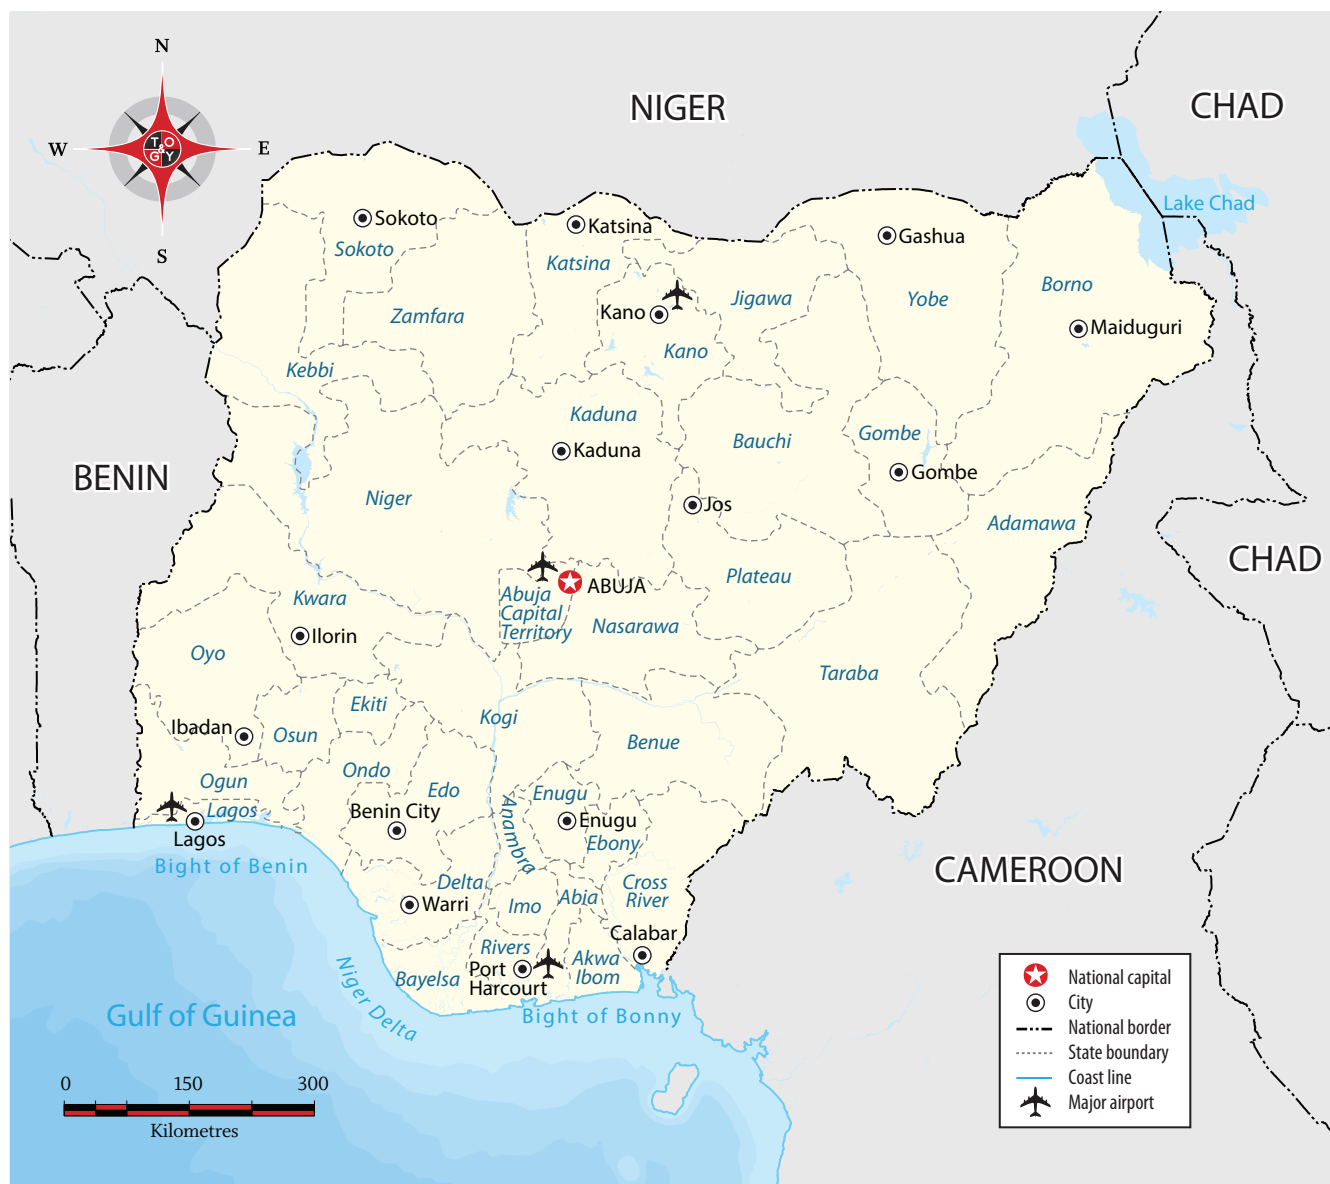 N
NIGER
CHAD
W
T O
&
G Y
E
Lake Chad
S
Sokoto
Katsina
Gashua
Sokoto
Katsina
Borno
Jigawa
Yobe
Zamfara
Kano
Maiduguri
Kano
Kebbi
Kaduna
Gombe
Bauchi
Kaduna
BENIN
Gombe
Niger
Jos
Adamawa
CHAD
Plateau
ABUJA
Abuja
Capital
Territory
Kwara
Nasarawa
Ilorin
Oyo
Taraba
Ekiti
Kogi
Ibadan
Osun
Benue
Ondo
Ogun
Edo
Enugu
Lagos
Benin City
Anambra
Enugu
Lagos
Ebony
Bight of Benin
CAMEROON
Delta
Cross
River
Abia
Warri
Imo
Calabar
Rivers
Akwa
Ibom
Port
Harcourt
Bayelsa
Niger Delta
Gulf of Guinea
Bight of Bonny
National capital
City
National border
State boundary
Coast line
Major airport
0 150 300
Kilometres